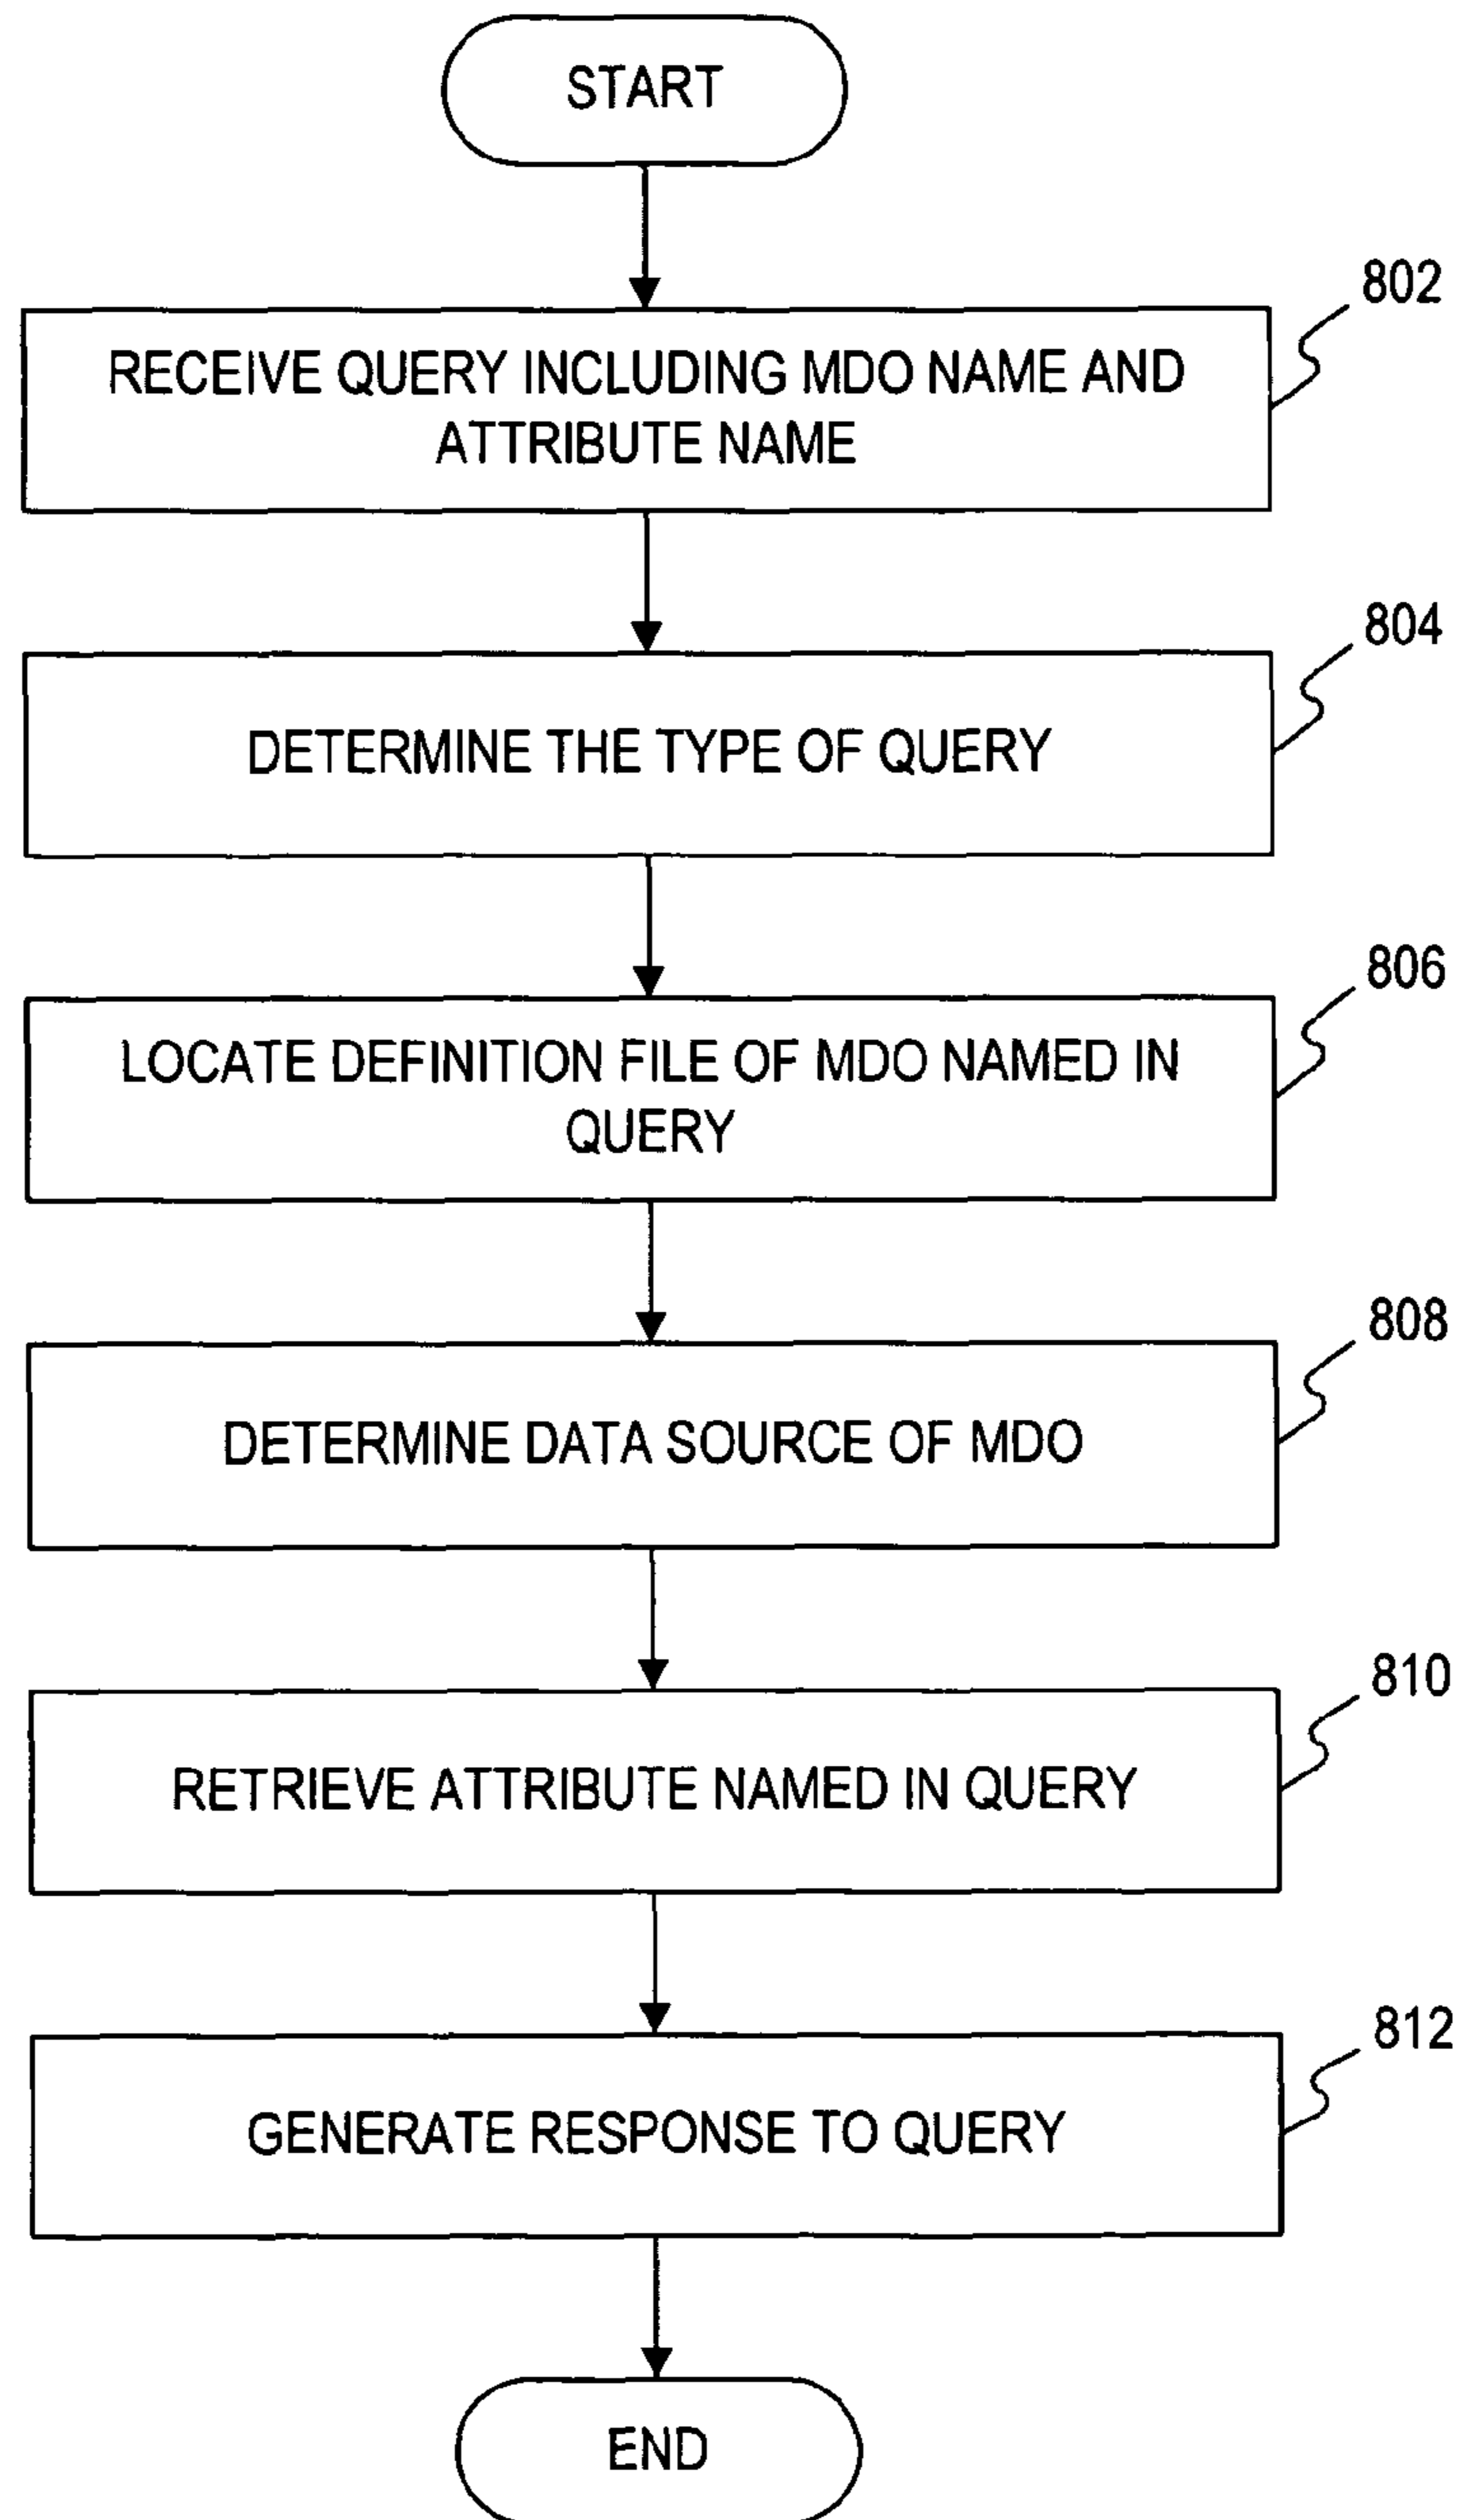 START
802
RECEIVE QUERY INCLUDING MDO NAME AND
ATTRIBUTE NAME
804
DETERMINE THE TYPE OF QUERY
806
LOCATE DEFINITION FILE OF MDO NAMED IN
QUERY
808
DETERMINE DATA SOURCE OF MDO
810
RETRIEVE ATTRIBUTE NAMED IN QUERY
812
GENERATE RESPONSE TO QUERY
END